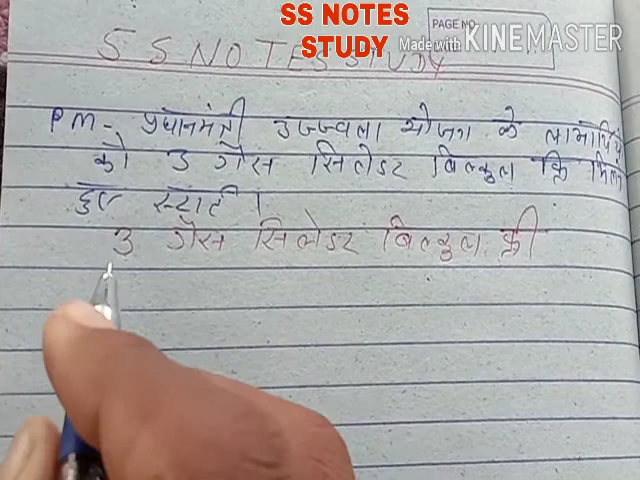 SS NOTES
STUDY
PAGE NO
Made with KINEMASTER
S S NOTES STUDY
PM- प्रधानमंत्री उज्ज्वला योजना के
को 3 गैस सिलेंडर बिल्कुल फ्रि
हुए स्टार्ट।
3 गैस सिलेंडर बिल्कुल फ्री